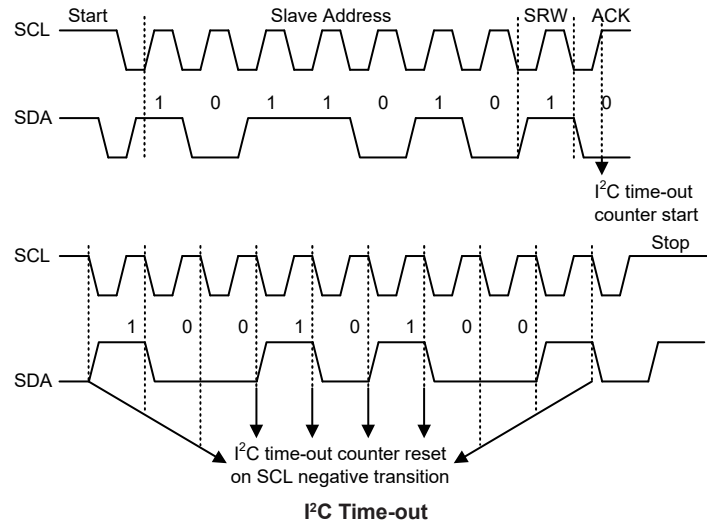 Start Slave Address SRW ACK
SCL
1 0 1 1 0 1 0 1 0
SDA
I²C time-out
counter start
Stop
SCL
1 0 0 1 0 1 0 0
SDA
I²C time-out counter reset
on SCL negative transition
I²C Time-out